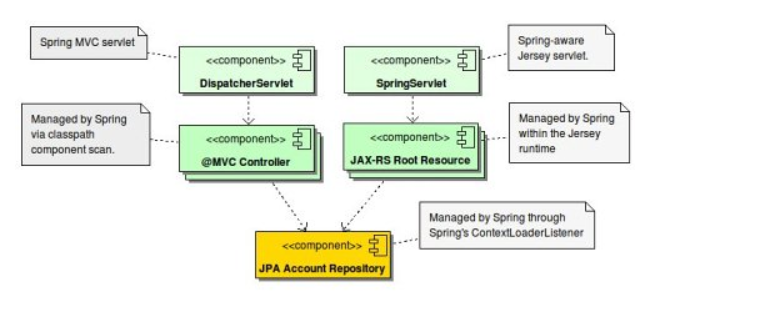 Spring MVC servlet
<<component>>
DispatcherServlet
<<component>>
SpringServlet
Spring-aware
Jersey servlet.
Managed by Spring
via classpath
component scan.
<<component>>
@MVC Controller
<<component>>
JAX-RS Root Resource
Managed by Spring
within the Jersey
runtime
<<component>>
JPA Account Repository
Managed by Spring through
Spring's ContextLoaderListener